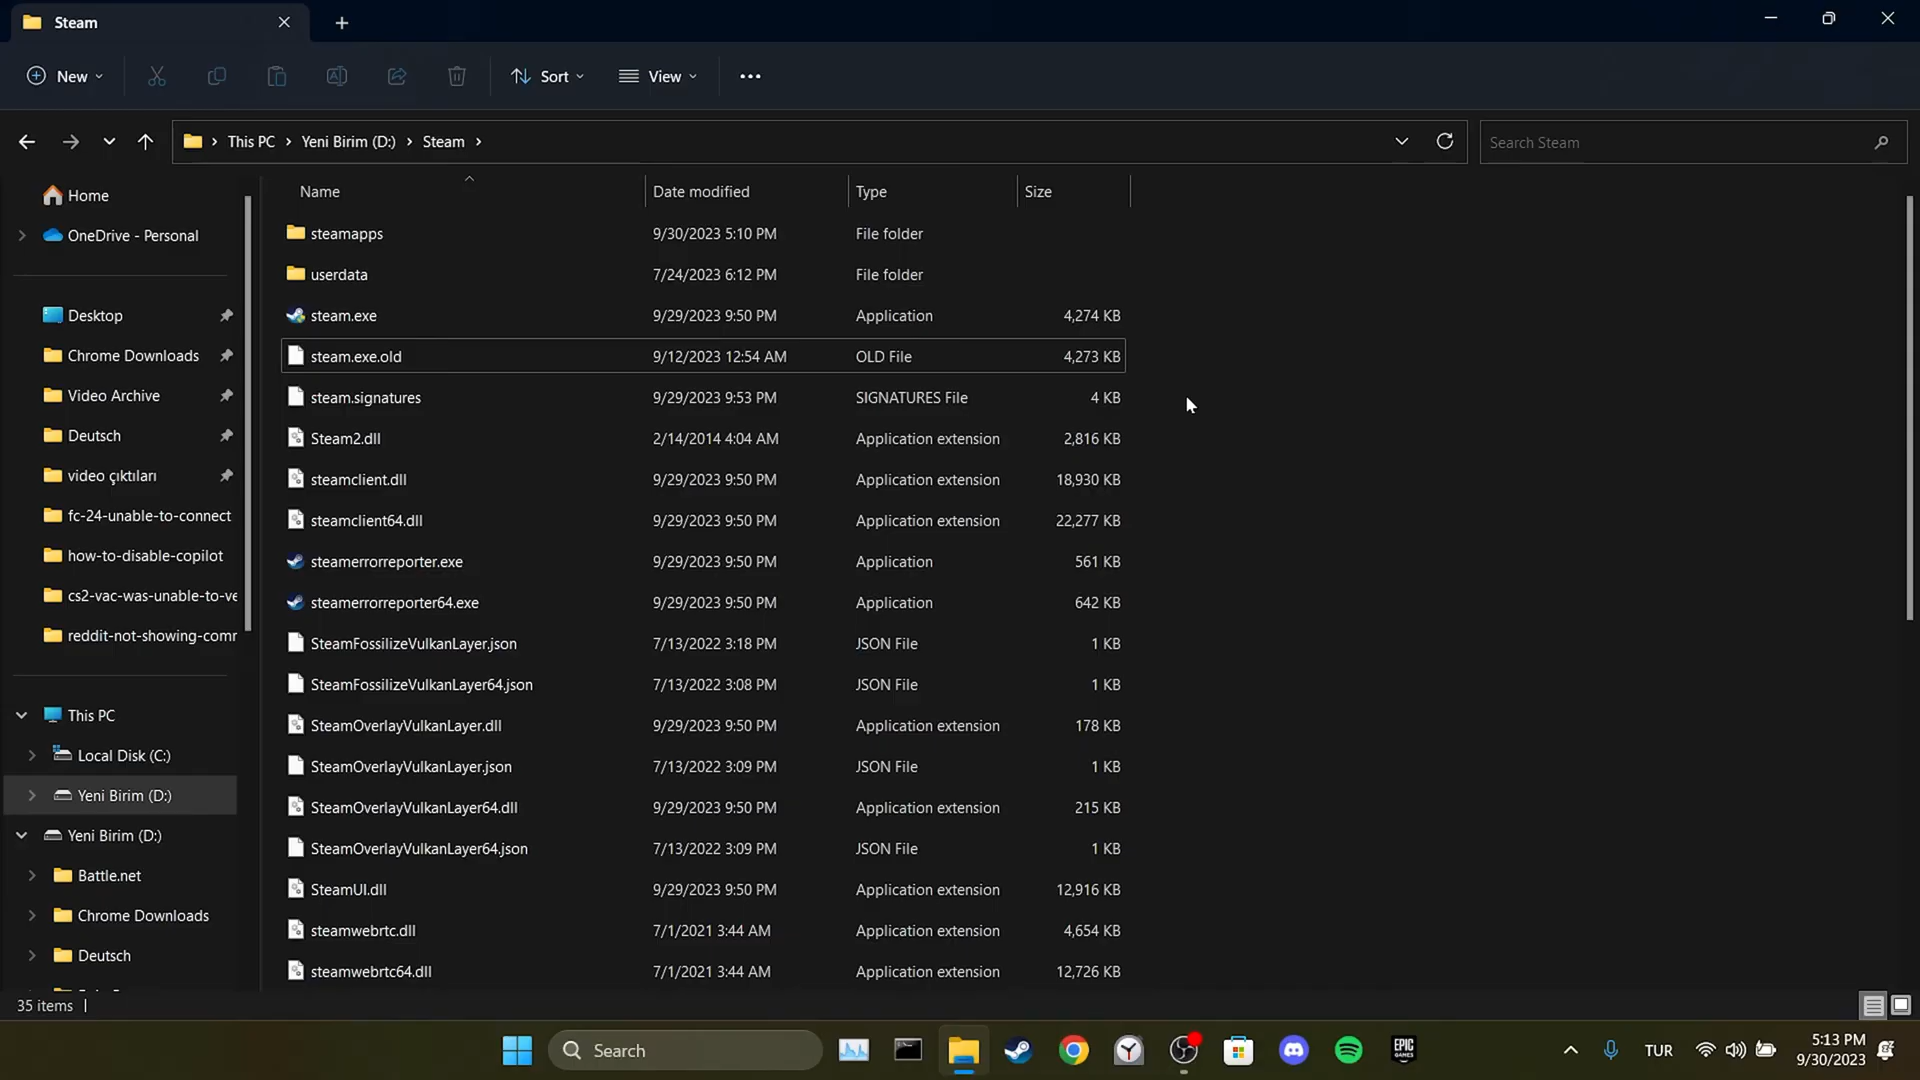 Steam
New
Sort
View
This PC
Yeni Birim (D:)
Steam
Search Steam
Name
Date modified
Type
Size
Home
OneDrive - Personal
Desktop
Chrome Downloads
Video Archive
Deutsch
video çıktıları
fc-24-unable-to-connect
how-to-disable-copilot
cs2-vac-was-unable-to-ve
reddit-not-showing-comr
This PC
Local Disk (C:)
Yeni Birim (D:)
Yeni Birim (D:)
Battle.net
Chrome Downloads
Deutsch
steamapps 9/30/2023 5:10 PM File folder
userdata 7/24/2023 6:12 PM File folder
steam.exe 9/29/2023 9:50 PM Application 4,274 KB
steam.exe.old 9/12/2023 12:54 AM OLD File 4,273 KB
steam.signatures 9/29/2023 9:53 PM SIGNATURES File 4 KB
Steam2.dll 2/14/2014 4:04 AM Application extension 2,816 KB
steamclient.dll 9/29/2023 9:50 PM Application extension 18,930 KB
steamclient64.dll 9/29/2023 9:50 PM Application extension 22,277 KB
steamerrorreporter.exe 9/29/2023 9:50 PM Application 561 KB
steamerrorreporter64.exe 9/29/2023 9:50 PM Application 642 KB
SteamFossilizeVulkanLayer.json 7/13/2022 3:18 PM JSON File 1 KB
SteamFossilizeVulkanLayer64.json 7/13/2022 3:08 PM JSON File 1 KB
SteamOverlayVulkanLayer.dll 9/29/2023 9:50 PM Application extension 178 KB
SteamOverlayVulkanLayer.json 7/13/2022 3:09 PM JSON File 1 KB
SteamOverlayVulkanLayer64.dll 9/29/2023 9:50 PM Application extension 215 KB
SteamOverlayVulkanLayer64.json 7/13/2022 3:09 PM JSON File 1 KB
SteamUI.dll 9/29/2023 9:50 PM Application extension 12,916 KB
steamwebrtc.dll 7/1/2021 3:44 AM Application extension 4,654 KB
steamwebrtc64.dll 7/1/2021 3:44 AM Application extension 12,726 KB
35 items
Search
EPIC
GAMES
TUR
5:13 PM
9/30/2023